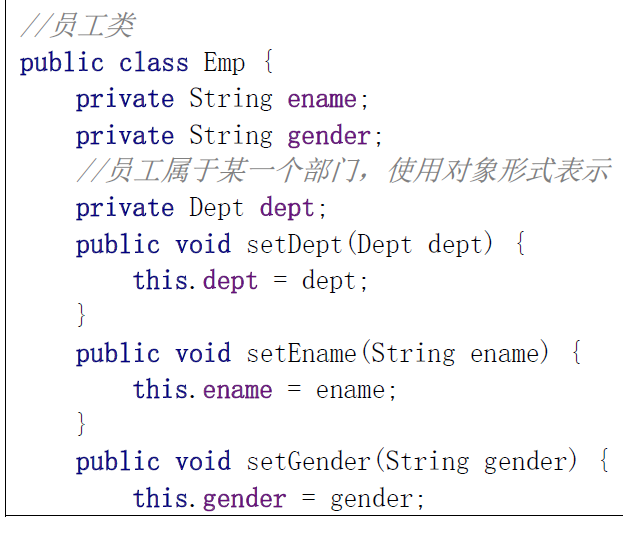 //员工类
public class Emp {
    private String ename;
    private String gender;
    //员工属于某一个部门，使用对象形式表示
    private Dept dept;
    public void setDept(Dept dept) {
        this.dept = dept;
    }
    public void setEname(String ename) {
        this.ename = ename;
    }
    public void setGender(String gender) {
        this.gender = gender;